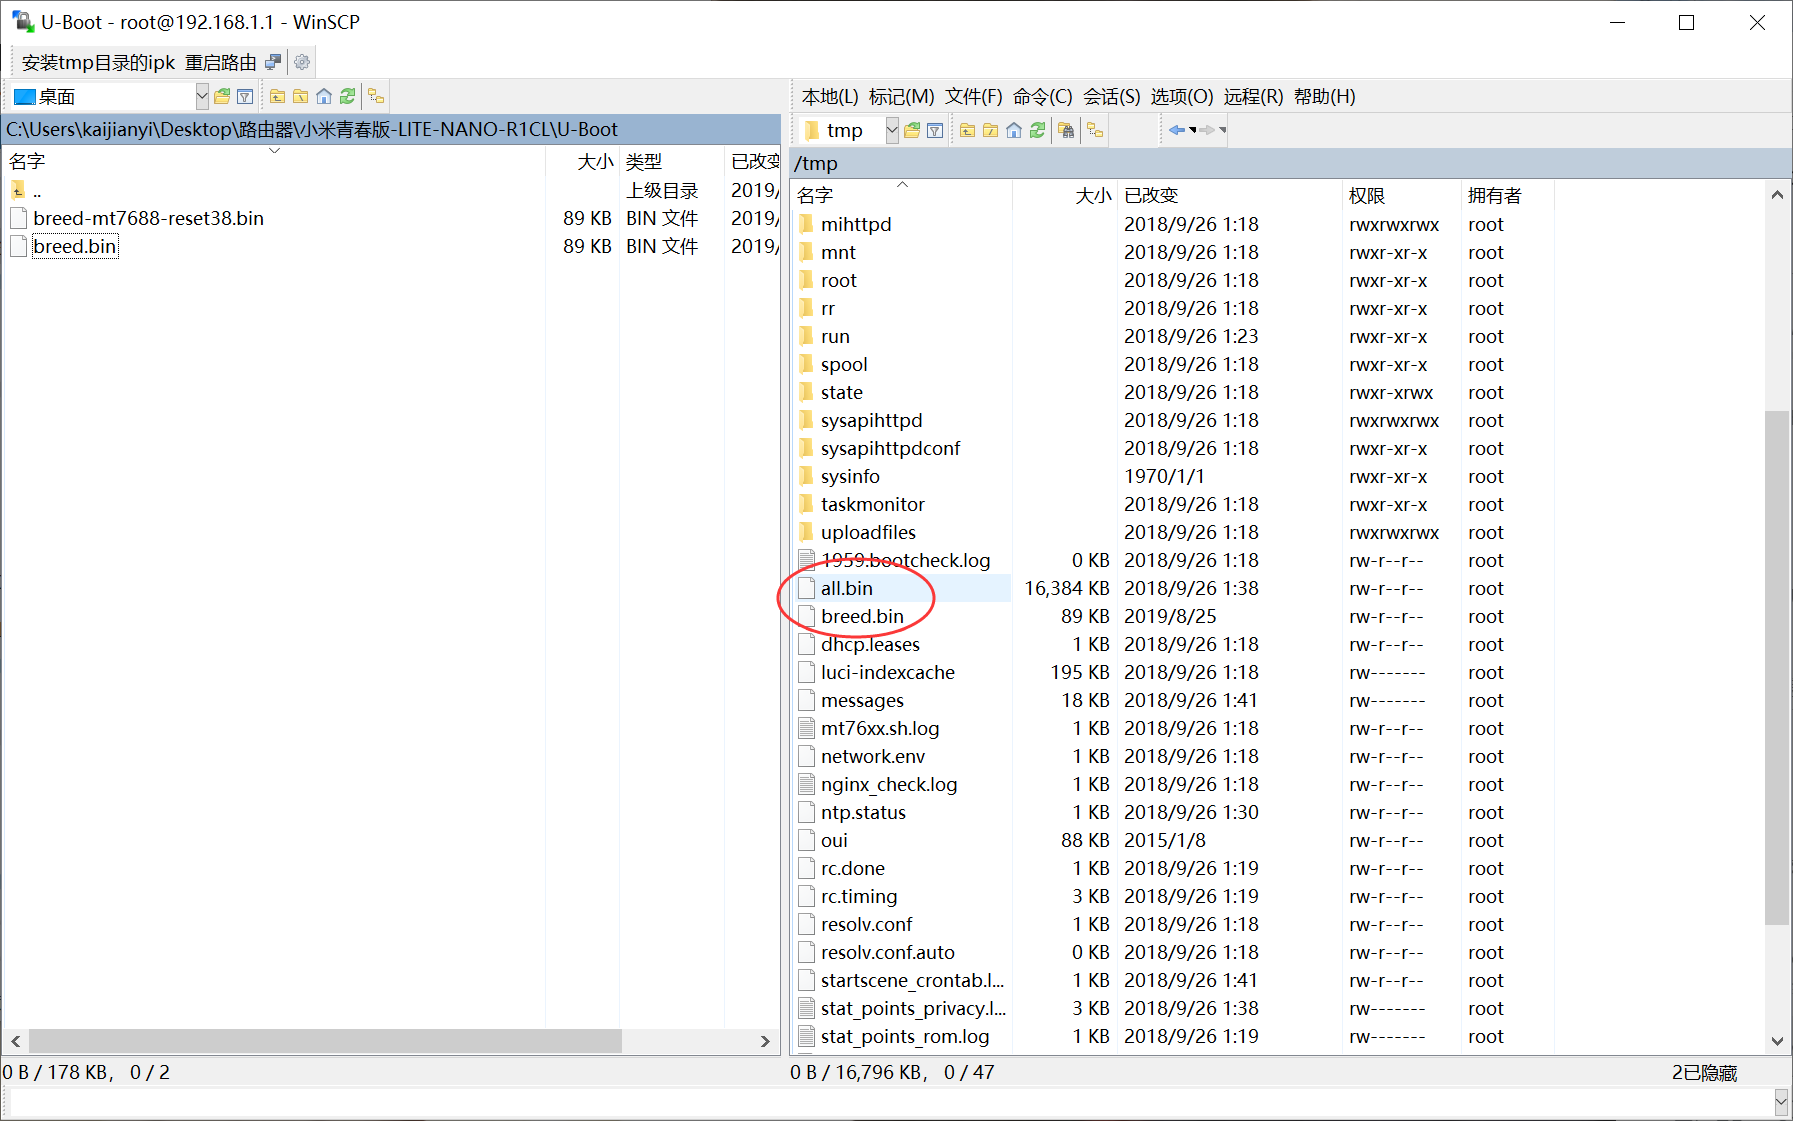 U-Boot - root@192.168.1.1 - WinSCP
安装tmp目录的ipk 重启路由
桌面
C:\Users\kaijianyi\Desktop\路由器\小米青春版-LITE-NANO-R1CL\U-Boot
名字 大小 类型 已改变
.. 上级目录 2019/
breed-mt7688-reset38.bin 89 KB BIN 文件 2019/
breed.bin 89 KB BIN 文件 2019/
0 B / 178 KB, 0 / 2
本地(L) 标记(M) 文件(F) 命令(C) 会话(S) 选项(O) 远程(R) 帮助(H)
tmp
/tmp
名字 大小 已改变 权限 拥有者
mihttpd 2018/9/26 1:18 rwxrwxrwx root
mnt 2018/9/26 1:18 rwxr-xr-x root
root 2018/9/26 1:18 rwxr-xr-x root
rr 2018/9/26 1:18 rwxr-xr-x root
run 2018/9/26 1:23 rwxr-xr-x root
spool 2018/9/26 1:18 rwxr-xr-x root
state 2018/9/26 1:18 rwxr-xrwx root
sysapihttpd 2018/9/26 1:18 rwxrwxrwx root
sysapihttpdconf 2018/9/26 1:18 rwxr-xr-x root
sysinfo 1970/1/1 rwxr-xr-x root
taskmonitor 2018/9/26 1:18 rwxr-xr-x root
uploadfiles 2018/9/26 1:18 rwxrwxrwx root
1959.bootcheck.log 0 KB 2018/9/26 1:18 rw-r--r-- root
all.bin 16,384 KB 2018/9/26 1:38 rw-r--r-- root
breed.bin 89 KB 2019/8/25 rw-r--r-- root
dhcp.leases 1 KB 2018/9/26 1:18 rw-r--r-- root
luci-indexcache 195 KB 2018/9/26 1:18 rw------- root
messages 18 KB 2018/9/26 1:41 rw------- root
mt76xx.sh.log 1 KB 2018/9/26 1:18 rw-r--r-- root
network.env 1 KB 2018/9/26 1:18 rw-r--r-- root
nginx_check.log 1 KB 2018/9/26 1:18 rw-r--r-- root
ntp.status 1 KB 2018/9/26 1:30 rw-r--r-- root
oui 88 KB 2015/1/8 rw-r--r-- root
rc.done 1 KB 2018/9/26 1:19 rw-r--r-- root
rc.timing 3 KB 2018/9/26 1:19 rw-r--r-- root
resolv.conf 1 KB 2018/9/26 1:18 rw-r--r-- root
resolv.conf.auto 0 KB 2018/9/26 1:18 rw-r--r-- root
startscene_crontab.l... 1 KB 2018/9/26 1:41 rw-r--r-- root
stat_points_privacy.l... 3 KB 2018/9/26 1:38 rw------- root
stat_points_rom.log 1 KB 2018/9/26 1:19 rw------- root
0 B / 16,796 KB, 0 / 47 2已隐藏